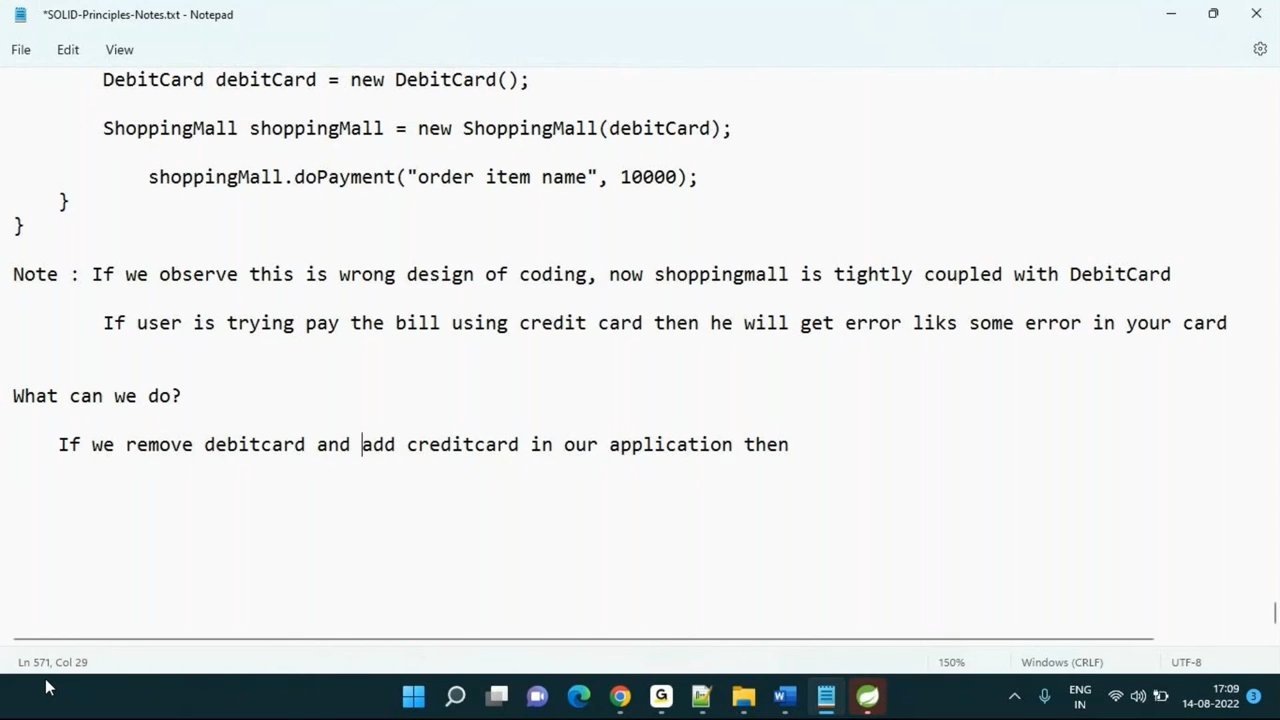 *SOLID-Principles-Notes.txt - Notepad
File Edit View
DebitCard debitCard = new DebitCard();
ShoppingMall shoppingMall = new ShoppingMall(debitCard);
shoppingMall.doPayment("order item name", 10000);
}
}
Note : If we observe this is wrong design of coding, now shoppingmall is tightly coupled with DebitCard
If user is trying pay the bill using credit card then he will get error liks some error in your card
What can we do?
If we remove debitcard and add creditcard in our application then
Ln 571, Col 29 150% Windows (CRLF) UTF-8
ENG 17:09
IN 14-08-2022 3